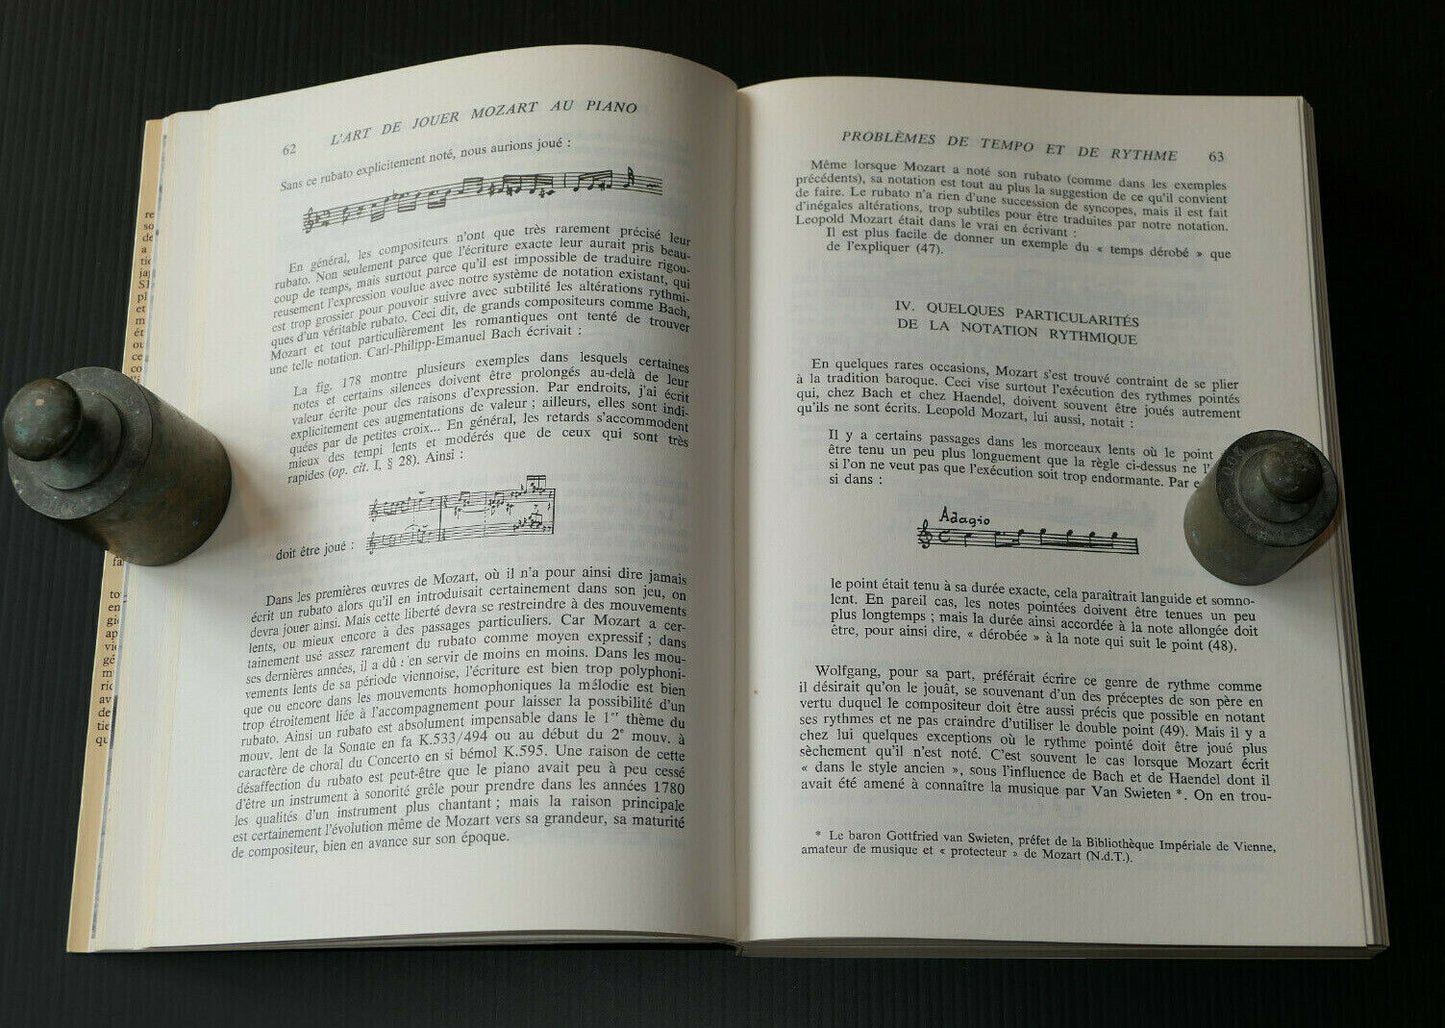 62 L'ART DE JOUER MOZART AU PIANO
Sans ce rubato explicitement noté, nous aurions joué :
En général, les compositeurs n'ont que très rarement précisé leur
rubato. Non seulement parce que l'écriture exacte leur aurait pris beau-
coup de temps, mais surtout parce qu'il est impossible de traduire rigou-
reusement l'expression voulue avec notre système de notation existant, qui
est trop grossier pour pouvoir suivre avec subtilité les altérations rythmi-
ques d'un véritable rubato. Ceci dit, de grands compositeurs comme Bach,
Mozart et tout particulièrement les romantiques ont tenté de trouver
une telle notation. Carl-Philipp-Emanuel Bach écrivait :
La fig. 178 montre plusieurs exemples dans lesquels certaines
notes et certains silences doivent être prolongés au-delà de leur
valeur écrite pour des raisons d'expression. Par endroits, j'ai écrit
explicitement ces augmentations de valeur ; ailleurs, elles sont indi-
quées par de petites croix... En général, les retards s'accommodent
mieux des tempi lents et modérés que de ceux qui sont très
rapides (op. cit. I, § 28). Ainsi :
doit être joué :
Dans les premières œuvres de Mozart, où il n'a pour ainsi dire jamais
écrit un rubato alors qu'il en introduisait certainement dans son jeu, on
devra jouer ainsi. Mais cette liberté devra se restreindre à des mouvements
lents, ou mieux encore à des passages particuliers. Car Mozart a cer-
tainement usé assez rarement du rubato comme moyen expressif ; dans
ses dernières années, il a dû : en servir de moins en moins. Dans les mou-
vements lents de sa période viennoise, l'écriture est bien trop polyphoni-
que ou encore dans les mouvements homophoniques la mélodie est bien
trop étroitement liée à l'accompagnement pour laisser la possibilité d'un
rubato. Ainsi un rubato est absolument impensable dans le 1er thème du
mouv. lent de la Sonate en fa K.533/494 ou au début du 2e mouv. à
caractère de choral du Concerto en si bémol K.595. Une raison de cette
désaffection du rubato est peut-être que le piano avait peu à peu cessé
d'être un instrument à sonorité grêle pour prendre dans les années 1780
les qualités d'un instrument plus chantant ; mais la raison principale
est certainement l'évolution même de Mozart vers sa grandeur, sa maturité
de compositeur, bien en avance sur son époque.
PROBLÈMES DE TEMPO ET DE RYTHME 63
Même lorsque Mozart a noté son rubato (comme dans les exemples
précédents), sa notation est tout au plus la suggestion de ce qu'il convient
de faire. Le rubato n'a rien d'une succession de syncopes, mais il est fait
d'inégales altérations, trop subtiles pour être traduites par notre notation.
Leopold Mozart était dans le vrai en écrivant :
Il est plus facile de donner un exemple du « temps dérobé » que
de l'expliquer (47).
IV. QUELQUES PARTICULARITÉS
DE LA NOTATION RYTHMIQUE
En quelques rares occasions, Mozart s'est trouvé contraint de se plier
à la tradition baroque. Ceci vise surtout l'exécution des rythmes pointés
qui, chez Bach et chez Haendel, doivent souvent être joués autrement
qu'ils ne sont écrits. Leopold Mozart, lui aussi, notait :
Il y a certains passages dans les morceaux lents où le point
être tenu un peu plus longuement que la règle ci-dessus ne l'
si l'on ne veut pas que l'exécution soit trop endormante. Par e
si dans :
Adagio
le point était tenu à sa durée exacte, cela paraîtrait languide et somno-
lent. En pareil cas, les notes pointées doivent être tenues un peu
plus longtemps ; mais la durée ainsi accordée à la note allongée doit
être, pour ainsi dire, « dérobée » à la note qui suit le point (48).
Wolfgang, pour sa part, préférait écrire ce genre de rythme comme
il désirait qu'on le jouât, se souvenant d'un des préceptes de son père en
vertu duquel le compositeur doit être aussi précis que possible en notant
ses rythmes et ne pas craindre d'utiliser le double point (49). Mais il y a
chez lui quelques exceptions où le rythme pointé doit être joué plus
sèchement qu'il n'est noté. C'est souvent le cas lorsque Mozart écrit
« dans le style ancien », sous l'influence de Bach et de Haendel dont il
avait été amené à connaître la musique par Van Swieten *. On en trou-
* Le baron Gottfried van Swieten, préfet de la Bibliothèque Impériale de Vienne,
amateur de musique et « protecteur » de Mozart (N.d.T.).